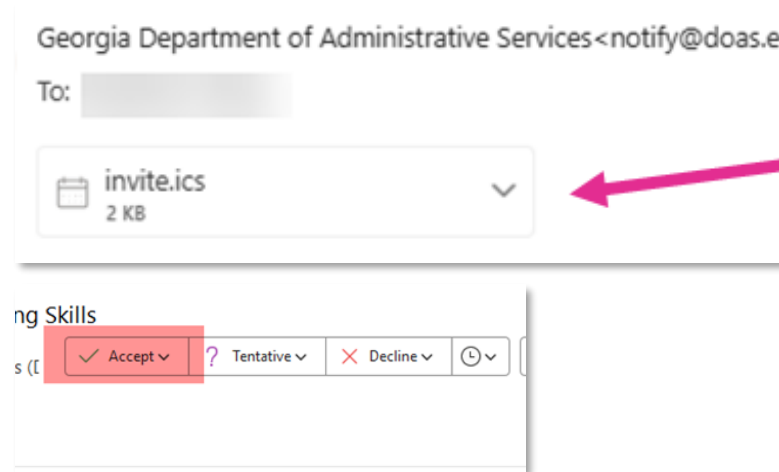 Georgia Department of Administrative Services<notify@doas.e
To:
invite.ics
2 KB
ng Skills
s ([
Accept
? Tentative
Decline